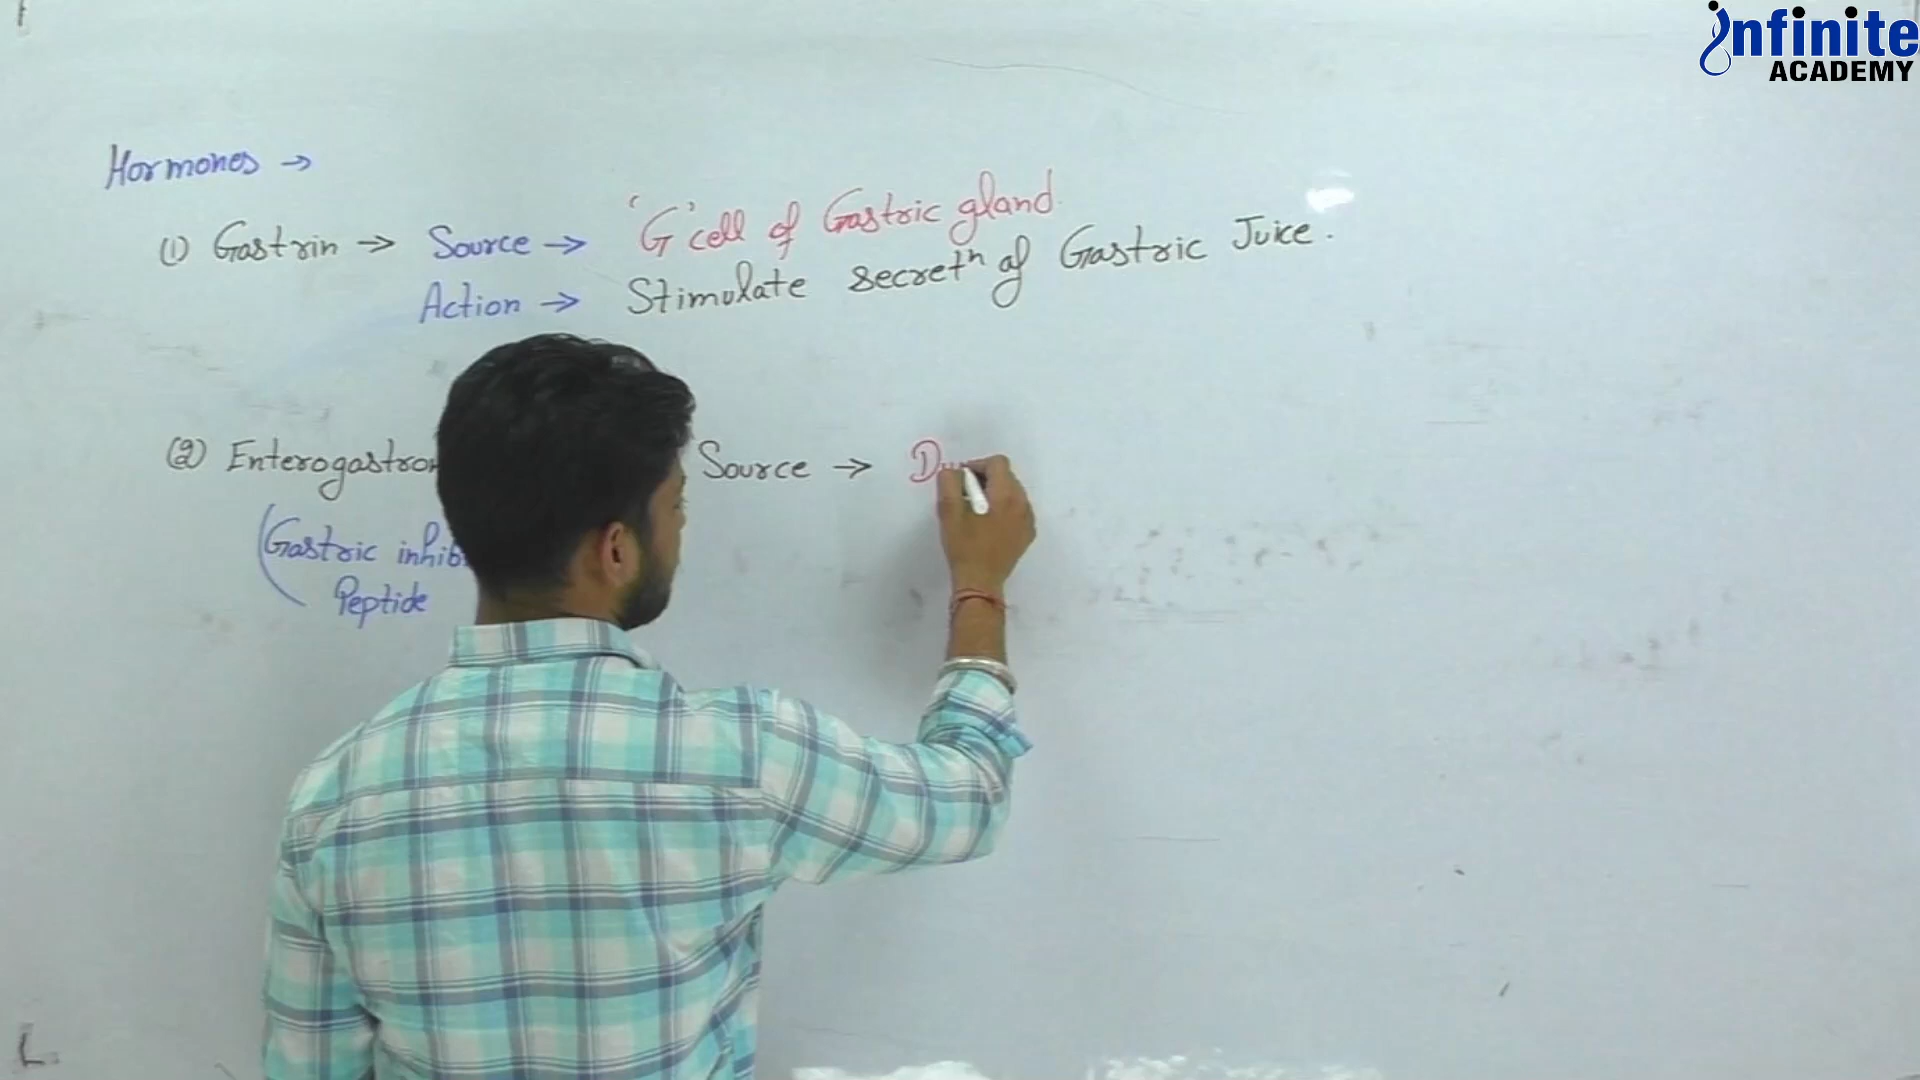 infinite
ACADEMY
Hormones →
(1) Gastrin → Source → 'G' cell of Gastric gland.
Action → Stimulate secretⁿ of Gastric Juice.
(2) Enterogastron Source → Du
(Gastric inhib
Peptide